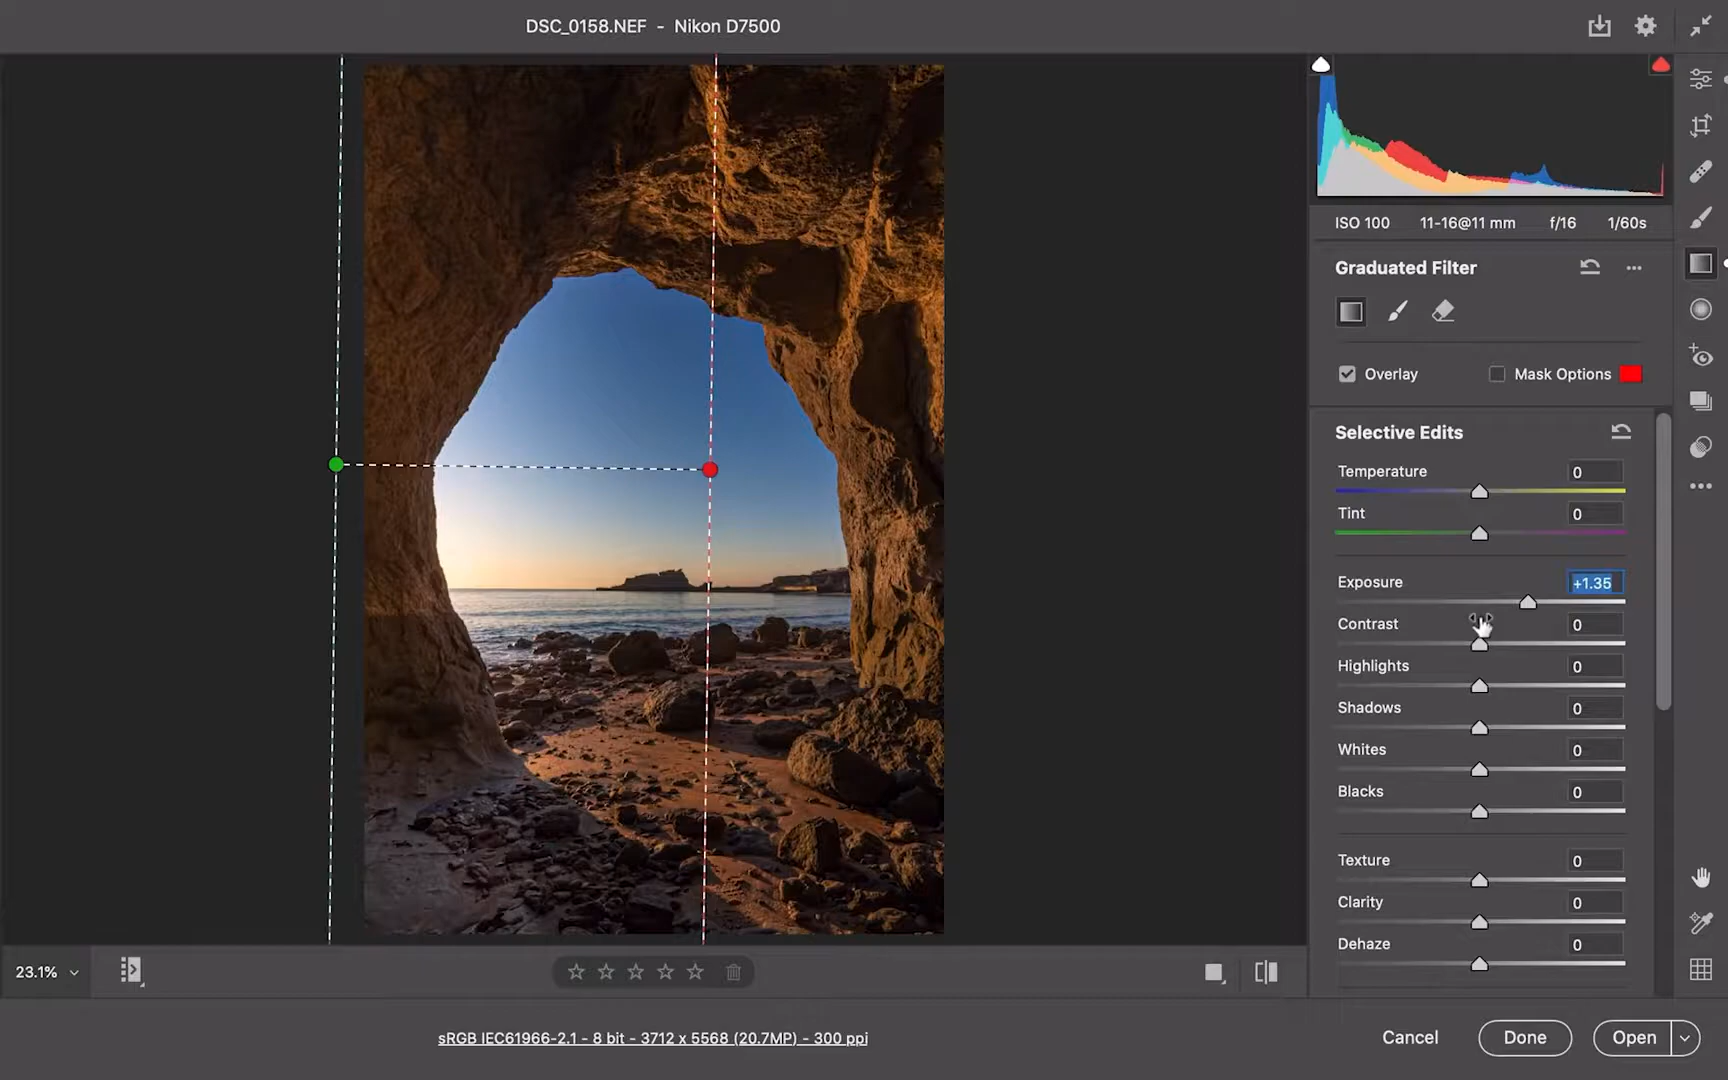 DSC_0158.NEF - Nikon D7500
ISO 100 11-16@11 mm f/16 1/60s
Graduated Filter
Overlay Mask Options
Selective Edits
Temperature 0
Tint 0
Exposure +1.35
Contrast 0
Highlights 0
Shadows 0
Whites 0
Blacks 0
Texture 0
Clarity 0
Dehaze 0
23.1%
sRGB IEC61966-2.1 - 8 bit - 3712 x 5568 (20.7MP) - 300 ppi
Cancel Done Open